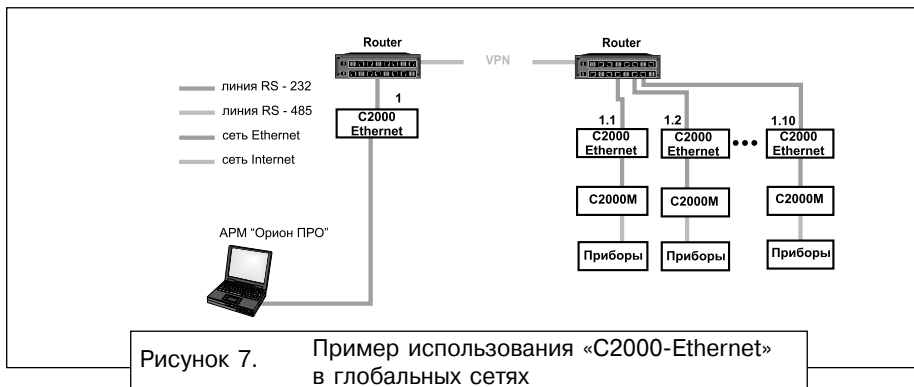 Router
VPN
Router
линия RS - 232
линия RS - 485
сеть Ethernet
сеть Internet
1
C2000
Ethernet
1.1
C2000
Ethernet
1.2
C2000
Ethernet
1.10
C2000
Ethernet
C2000M
C2000M
C2000M
АРМ "Орион ПРО"
Приборы
Приборы
Приборы
Рисунок 7.
Пример использования «С2000-Ethernet»
в глобальных сетях